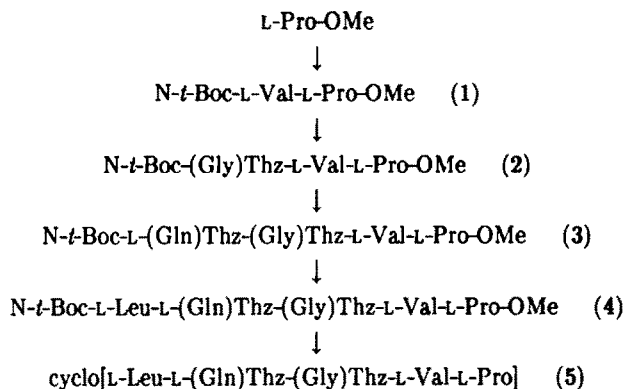 L-Pro-OMe
↓
N-t-Boc-L-Val-L-Pro-OMe (1)
↓
N-t-Boc-(Gly)Thz-L-Val-L-Pro-OMe (2)
↓
N-t-Boc-L-(Gln)Thz-(Gly)Thz-L-Val-L-Pro-OMe (3)
↓
N-t-Boc-L-Leu-L-(Gln)Thz-(Gly)Thz-L-Val-L-Pro-OMe (4)
↓
cyclo[L-Leu-L-(Gln)Thz-(Gly)Thz-L-Val-L-Pro] (5)